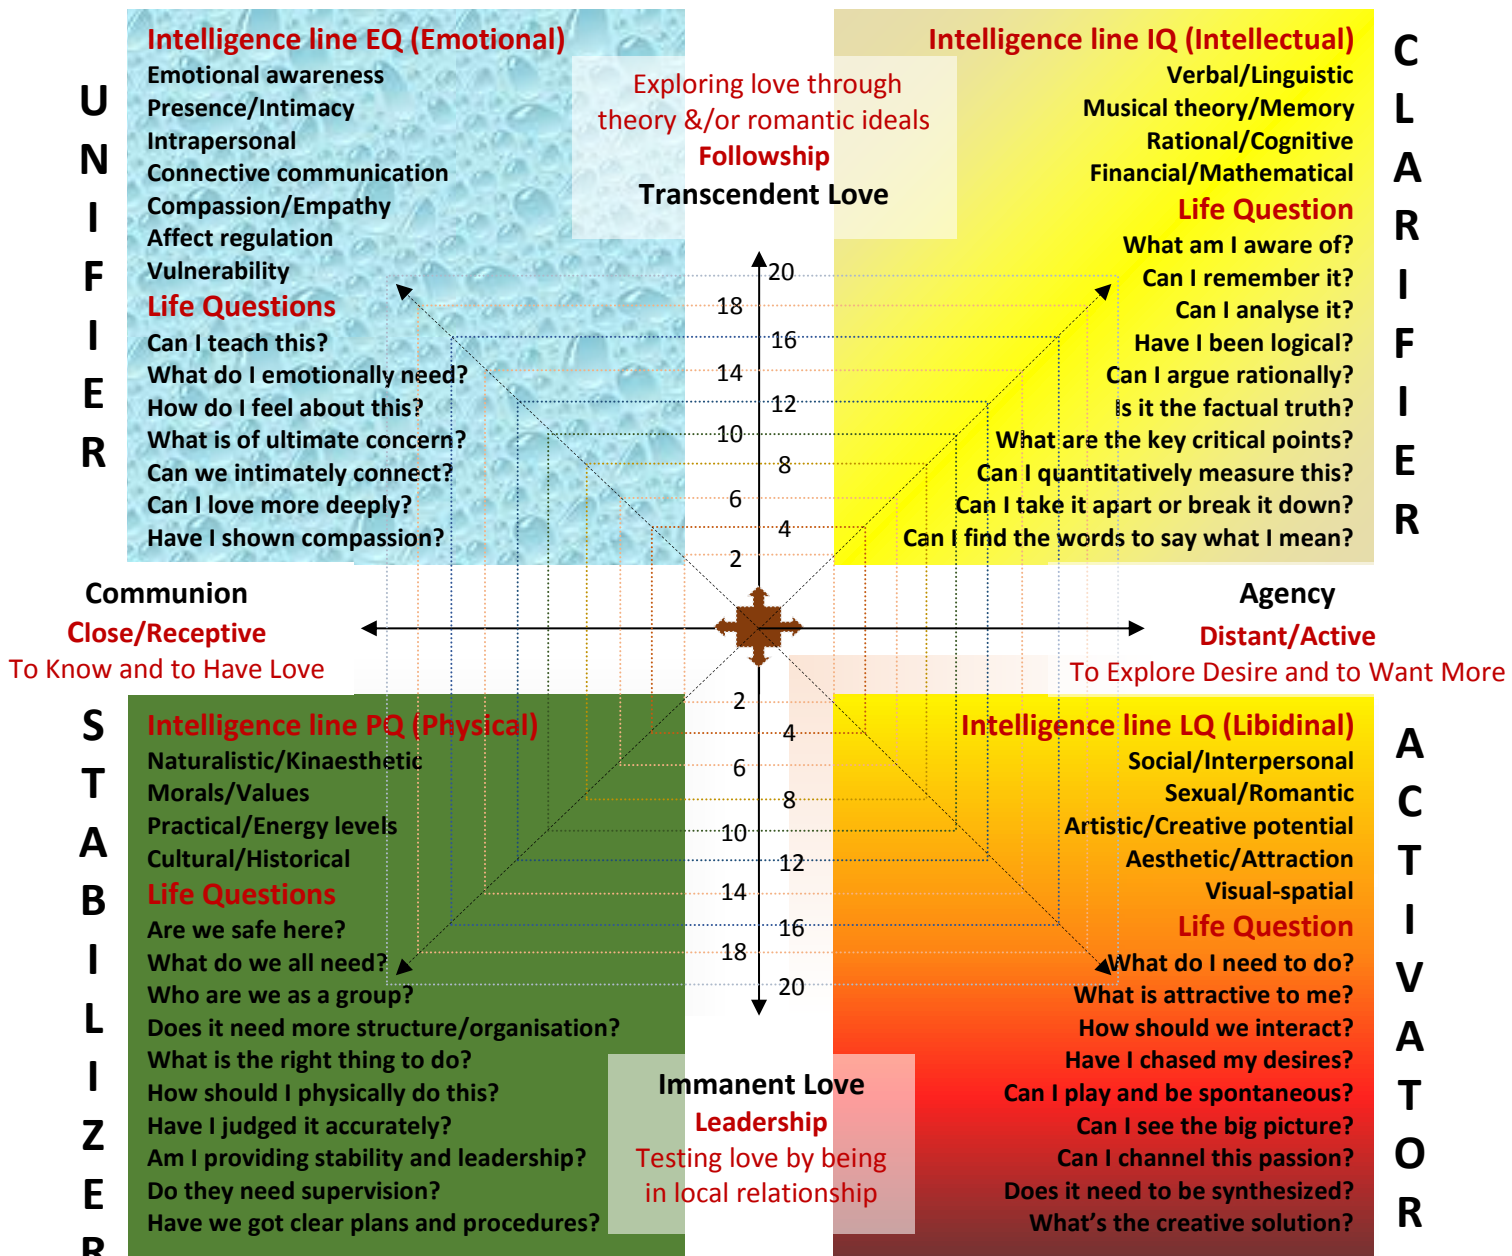 UNIFIER
Intelligence line EQ (Emotional)
Emotional awareness
Presence/Intimacy
Intrapersonal
Connective communication
Compassion/Empathy
Affect regulation
Vulnerability
Life Questions
Can I teach this?
What do I emotionally need?
How do I feel about this?
What is of ultimate concern?
Can we intimately connect?
Can I love more deeply?
Have I shown compassion?
Exploring love through
theory &/or romantic ideals
Followship
Transcendent Love
Intelligence line IQ (Intellectual)
Verbal/Linguistic
Musical theory/Memory
Rational/Cognitive
Financial/Mathematical
Life Question
What am I aware of?
Can I remember it?
Can I analyse it?
Have I been logical?
Can I argue rationally?
Is it the factual truth?
What are the key critical points?
Can I quantitatively measure this?
Can I take it apart or break it down?
Can I find the words to say what I mean?
CLARIFIER
20
18
16
14
12
10
8
6
4
2
Communion
Close/Receptive
To Know and to Have Love
Agency
Distant/Active
To Explore Desire and to Want More
2
4
6
8
10
12
14
16
18
20
STABILIZER
Intelligence line PQ (Physical)
Naturalistic/Kinaesthetic
Morals/Values
Practical/Energy levels
Cultural/Historical
Life Questions
Are we safe here?
What do we all need?
Who are we as a group?
Does it need more structure/organisation?
What is the right thing to do?
How should I physically do this?
Have I judged it accurately?
Am I providing stability and leadership?
Do they need supervision?
Have we got clear plans and procedures?
Immanent Love
Leadership
Testing love by being
in local relationship
Intelligence line LQ (Libidinal)
Social/Interpersonal
Sexual/Romantic
Artistic/Creative potential
Aesthetic/Attraction
Visual-spatial
Life Question
What do I need to do?
What is attractive to me?
How should we interact?
Have I chased my desires?
Can I play and be spontaneous?
Can I see the big picture?
Can I channel this passion?
Does it need to be synthesized?
What's the creative solution?
ACTIVATOR